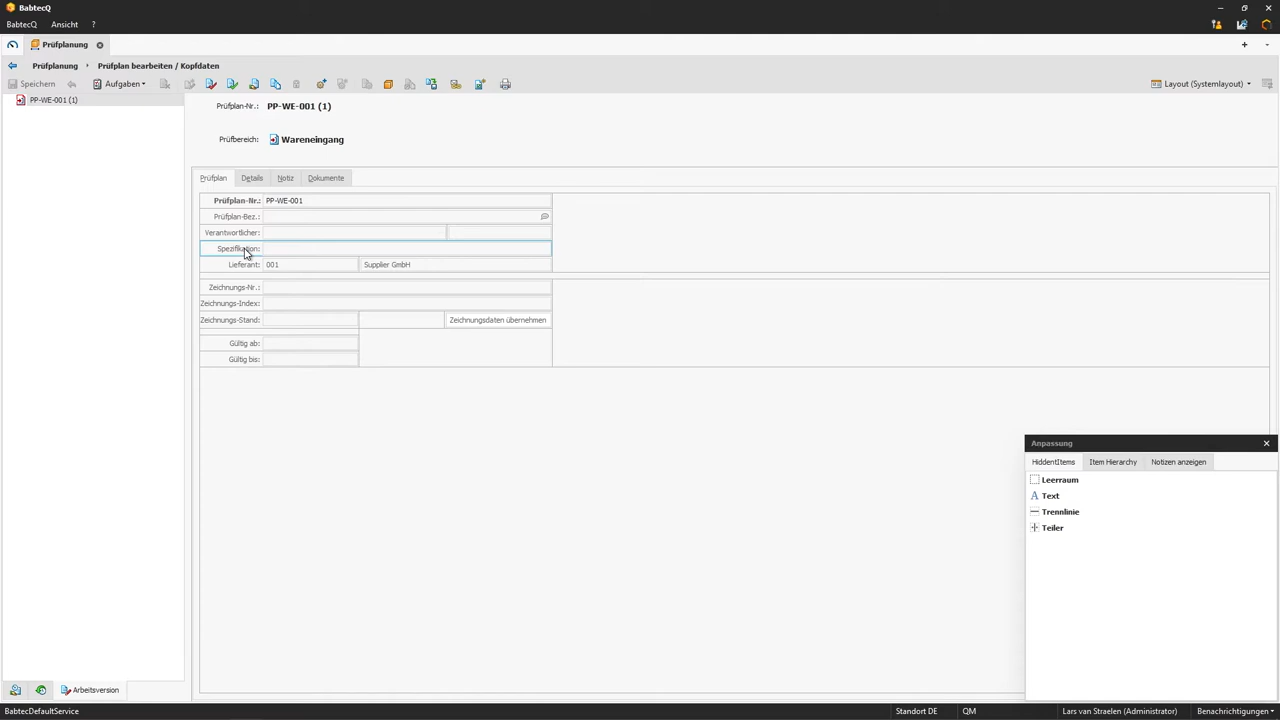 BabtecQ
BabtecQ Ansicht ?
Prüfplanung
Prüfplanung Prüfplan bearbeiten / Kopfdaten
Speichern Aufgaben Layout (Systemlayout)
PP-WE-001 (1)
Prüfplan-Nr.: PP-WE-001 (1)
Prüfbereich: Wareneingang
Prüfplan Details Notiz Dokumente
Prüfplan-Nr.: PP-WE-001
Prüfplan-Bez.:
Verantwortlicher:
Spezifikation:
Lieferant: 001 Supplier GmbH
Zeichnungs-Nr.:
Zeichnungs-Index:
Zeichnungs-Stand: Zeichnungsdaten übernehmen
Gültig ab:
Gültig bis:
Anpassung
HiddenItems Item Hierarchy Notizen anzeigen
Leerraum
A Text
Trennlinie
Teiler
Arbeitsversion
BabtecDefaultService Standort DE QM Lars van Straelen (Administrator) Benachrichtigungen